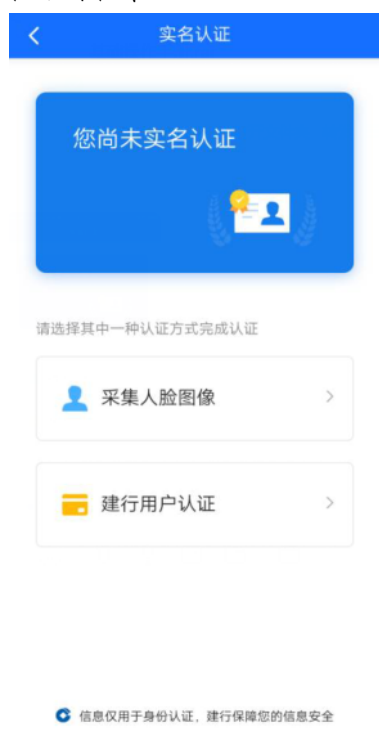 实名认证
您尚未实名认证
请选择其中一种认证方式完成认证
采集人脸图像
建行用户认证
信息仅用于身份认证，建行保障您的信息安全